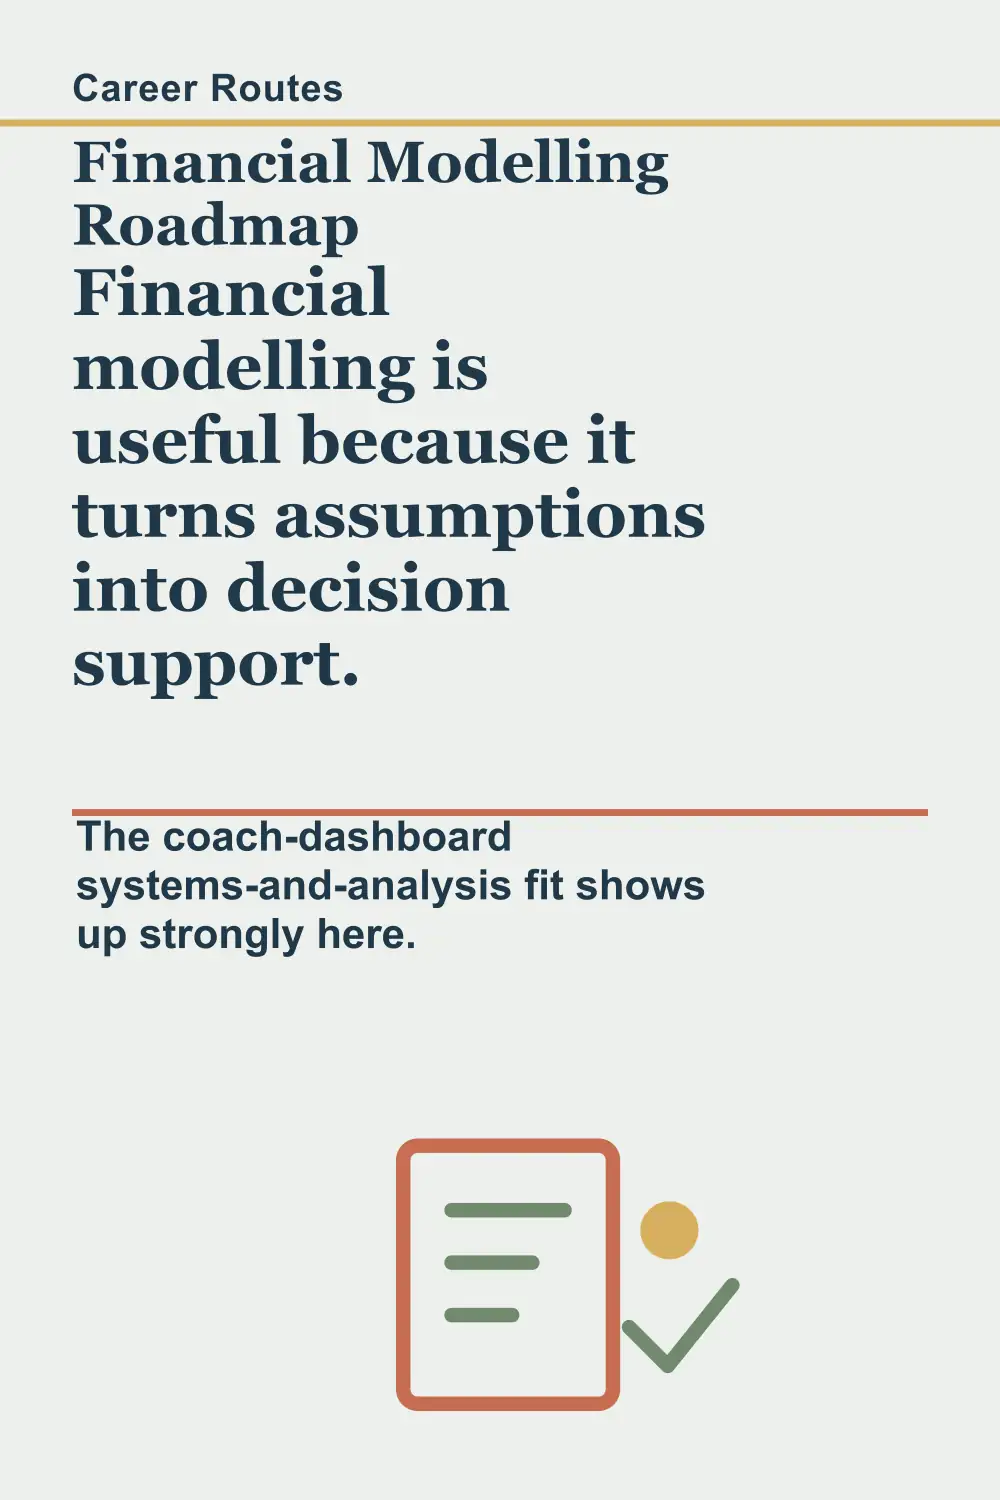 Career Routes
Financial Modelling
Roadmap
Financial
modelling is
useful because it
turns assumptions
into decision
support.
The coach-dashboard
systems-and-analysis fit shows
up strongly here.